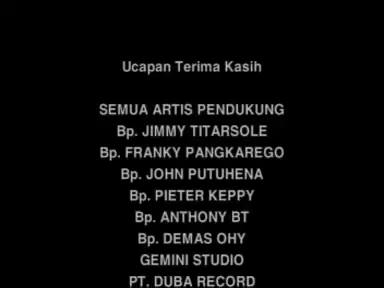 Ucapan Terima Kasih
SEMUA ARTIS PENDUKUNG
Bp. JIMMY TITARSOLE
Bp. FRANKY PANGKAREGO
Bp. JOHN PUTUHENA
Bp. PIETER KEPPY
Bp. ANTHONY BT
Bp. DEMAS OHY
GEMINI STUDIO
PT. DUBA RECORD